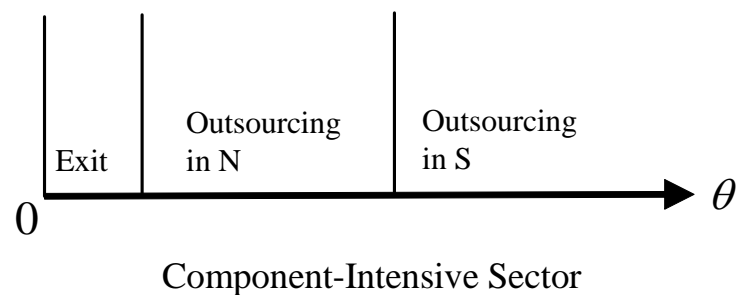 Exit
Outsourcing
in N
Outsourcing
in S
0
θ
Component-Intensive Sector